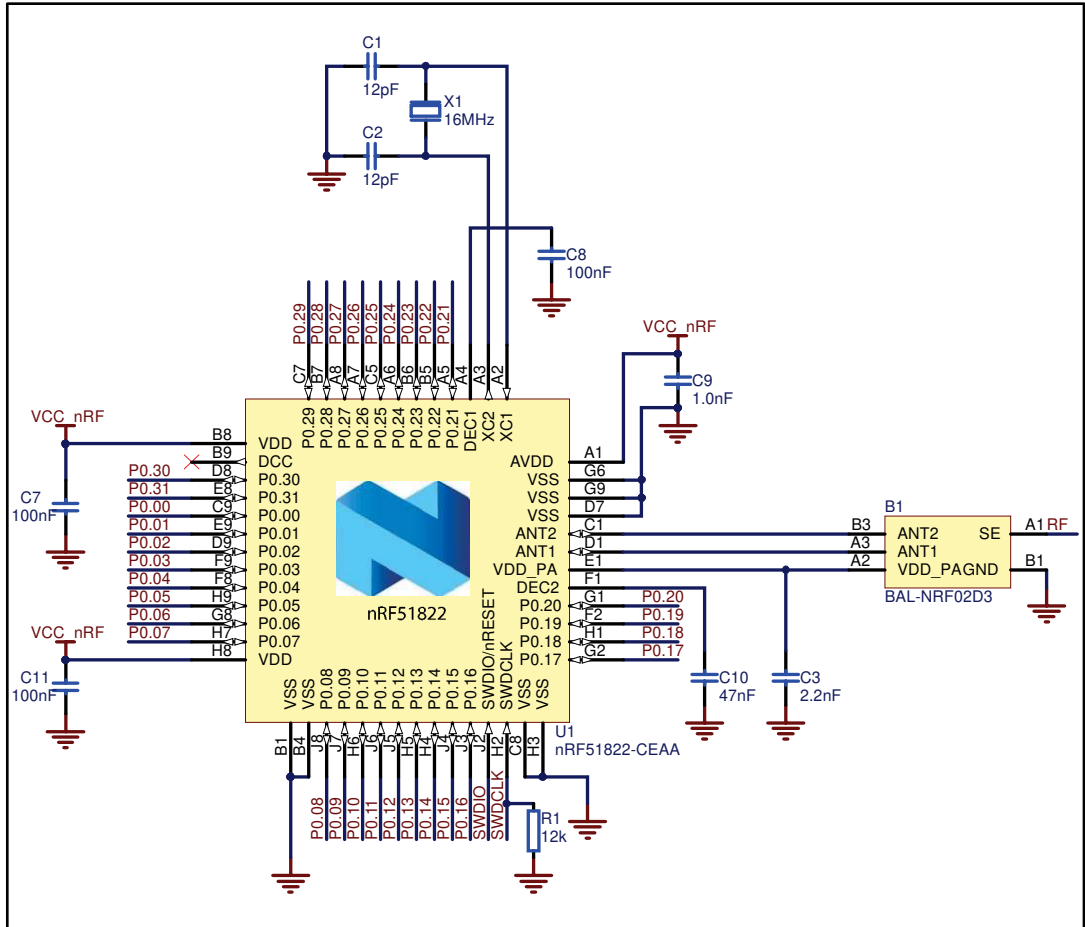 C1
12pF
X1
16MHz
C2
12pF
C8
100nF
P0.29
P0.28
P0.27
P0.26
P0.25
P0.24
P0.23
P0.22
P0.21
C7
B7
A8
A7
C5
A6
B6
B5
A5
A4
A3
A2
P0.29
P0.28
P0.27
P0.26
P0.25
P0.24
P0.23
P0.22
P0.21
DEC1
XC2
XC1
VCC_nRF
C9
1.0nF
VCC_nRF
C7
100nF
B8 VDD
B9 DCC
P0.30 D8 P0.30
P0.31 E8 P0.31
P0.00 C9 P0.00
P0.01 E9 P0.01
P0.02 D9 P0.02
P0.03 F9 P0.03
P0.04 F8 P0.04
P0.05 H9 P0.05
P0.06 G8 P0.06
P0.07 H7 P0.07
H8 VDD
VCC_nRF
C11
100nF
nRF51822
AVDD A1
VSS G6
VSS G9
VSS D7
ANT2 C1
ANT1 D1
VDD_PA E1
DEC2 F1
P0.20 G1 P0.20
P0.19 F2 P0.19
P0.18 H1 P0.18
P0.17 G2 P0.17
B1
B3 ANT2 SE A1 RF
A3 ANT1
A2 VDD_PAGND B1
BAL-NRF02D3
C10
47nF
C3
2.2nF
VSS
VSS
P0.08
P0.09
P0.10
P0.11
P0.12
P0.13
P0.14
P0.15
P0.16
SWDIO/nRESET
SWDCLK
VSS
VSS
U1
nRF51822-CEAA
B1
B4
J8
J7
H6
J6
J5
H5
H4
J4
J3
J2
H2
C8
H3
P0.08
P0.09
P0.10
P0.11
P0.12
P0.13
P0.14
P0.15
P0.16
SWDIO
SWDCLK
R1
12k